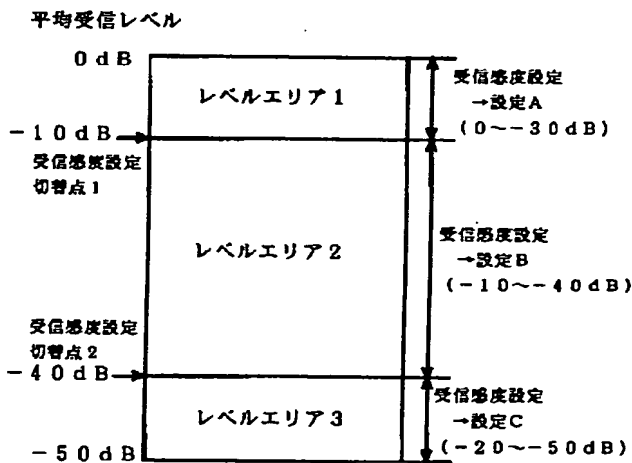 平均受信レベル
0dB
レベルエリア1
受信感度設定
→設定A
(0~-30dB)
-10dB
受信感度設定
切替点1
レベルエリア2
受信感度設定
→設定B
(-10~-40dB)
受信感度設定
切替点2
-40dB
レベルエリア3
受信感度設定
→設定C
(-20~-50dB)
-50dB